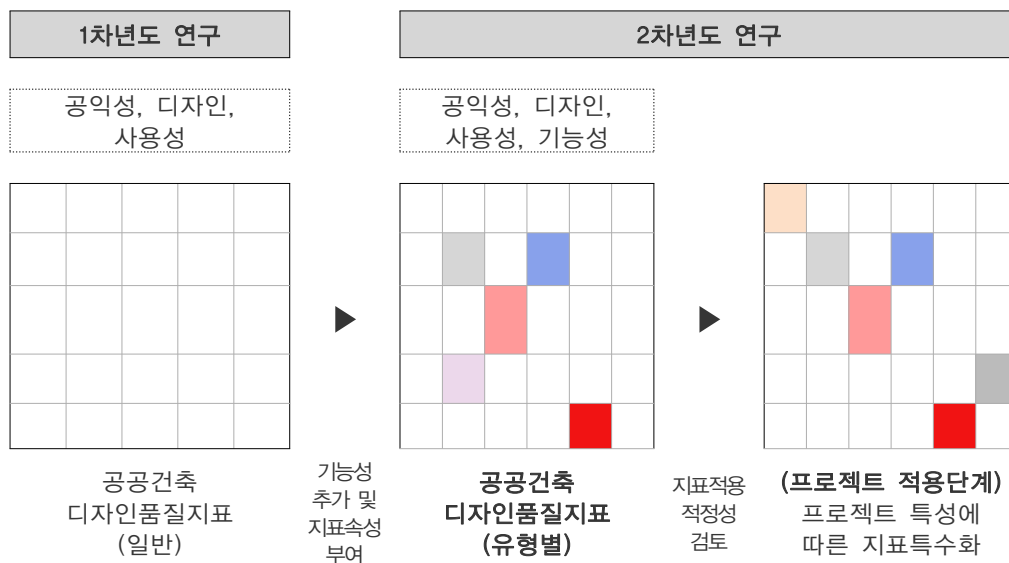 1차년도 연구
2차년도 연구
공익성, 디자인,
사용성
공익성, 디자인,
사용성, 기능성
공공건축
디자인품질지표
(일반)
기능성
추가 및
지표속성
부여
공공건축
디자인품질지표
(유형별)
지표적용
적정성
검토
(프로젝트 적용단계)
프로젝트 특성에
따른 지표특수화